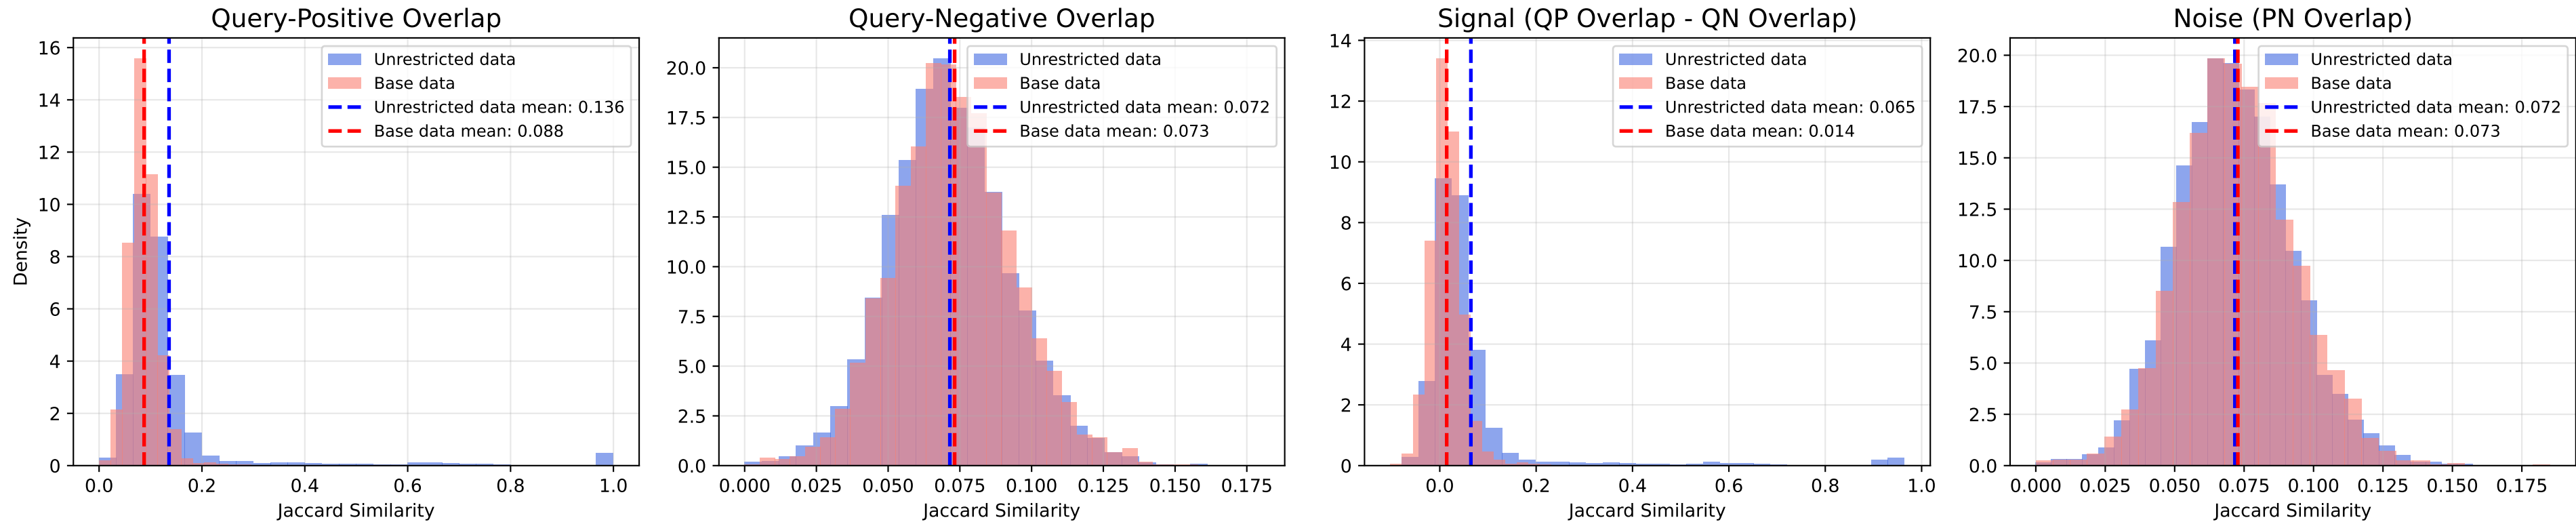 Query-Positive Overlap
Density
16
14
12
10
8
6
4
2
0
Unrestricted data
Base data
Unrestricted data mean: 0.136
Base data mean: 0.088
0.0 0.2 0.4 0.6 0.8 1.0
Jaccard Similarity
Query-Negative Overlap
20.0
17.5
15.0
12.5
10.0
7.5
5.0
2.5
0.0
Unrestricted data
Base data
Unrestricted data mean: 0.072
Base data mean: 0.073
0.000 0.025 0.050 0.075 0.100 0.125 0.150 0.175
Jaccard Similarity
Signal (QP Overlap - QN Overlap)
14
12
10
8
6
4
2
0
Unrestricted data
Base data
Unrestricted data mean: 0.065
Base data mean: 0.014
0.0 0.2 0.4 0.6 0.8 1.0
Jaccard Similarity
Noise (PN Overlap)
20.0
17.5
15.0
12.5
10.0
7.5
5.0
2.5
0.0
Unrestricted data
Base data
Unrestricted data mean: 0.072
Base data mean: 0.073
0.000 0.025 0.050 0.075 0.100 0.125 0.150 0.175
Jaccard Similarity